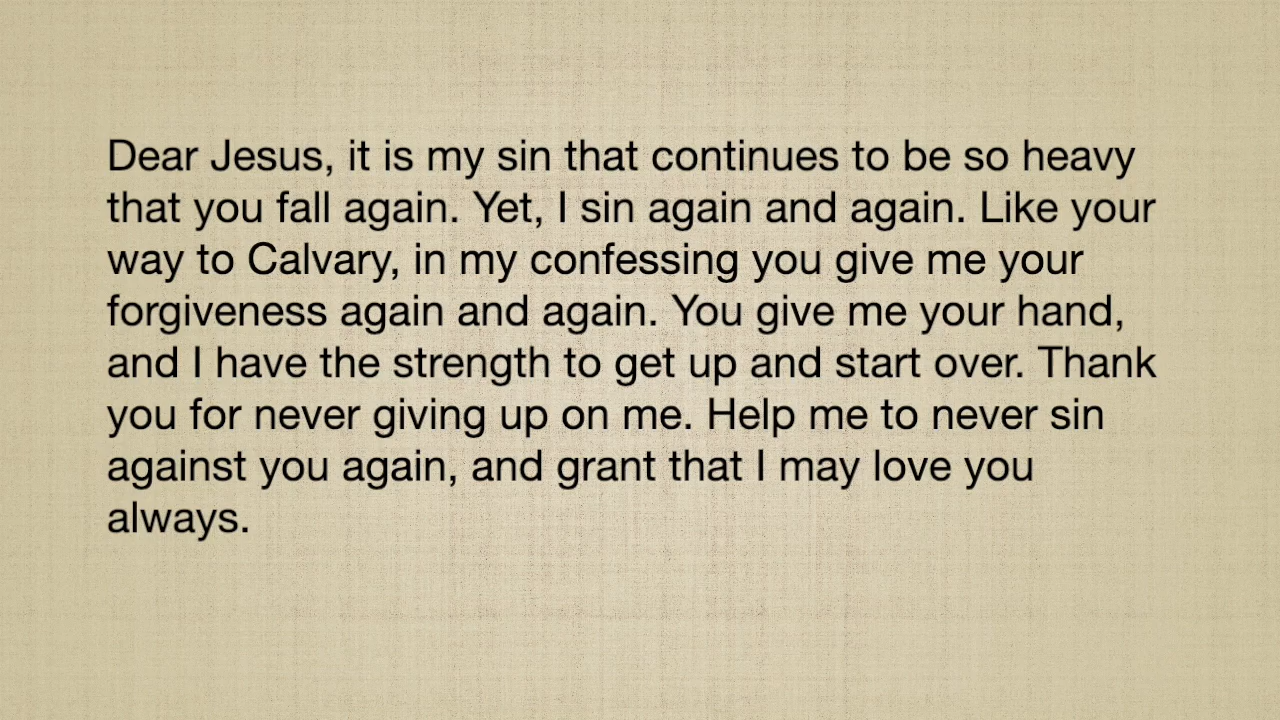 Dear Jesus, it is my sin that continues to be so heavy
that you fall again. Yet, I sin again and again. Like your
way to Calvary, in my confessing you give me your
forgiveness again and again. You give me your hand,
and I have the strength to get up and start over. Thank
you for never giving up on me. Help me to never sin
against you again, and grant that I may love you
always.